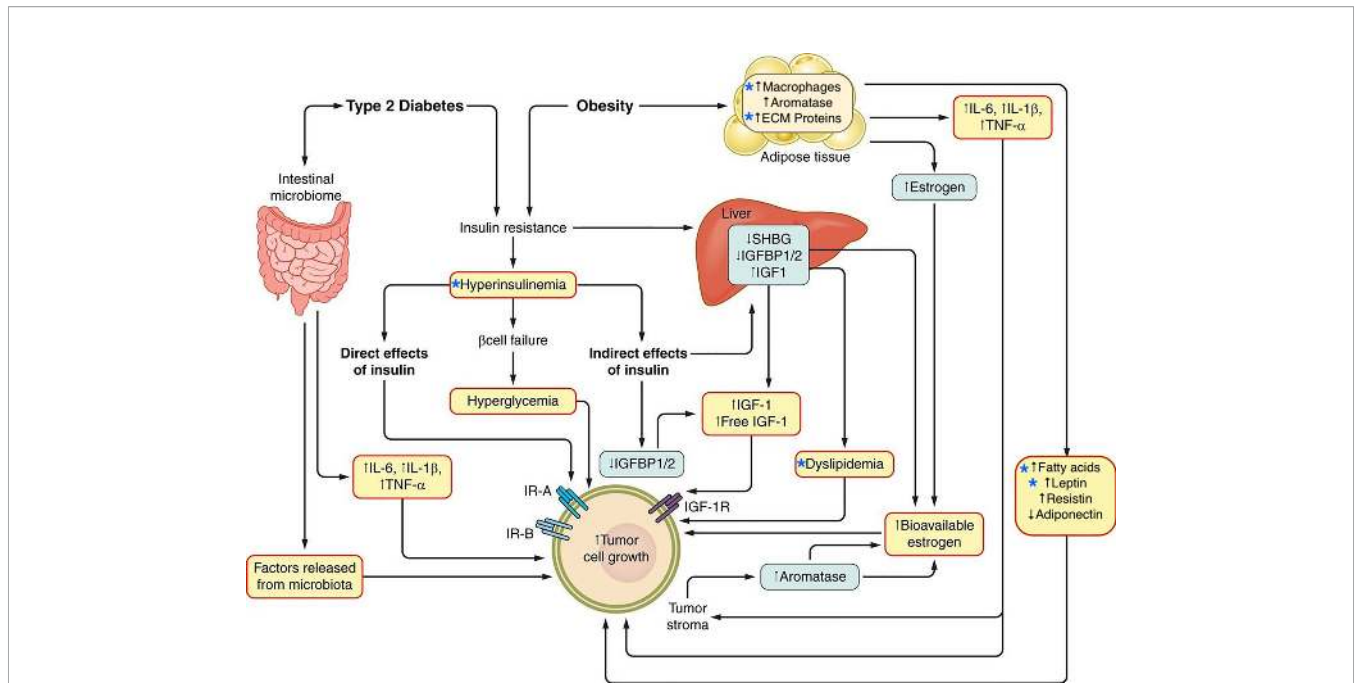 Type 2 Diabetes
Obesity
*↑Macrophages
↑Aromatase
*↑ECM Proteins
Adipose tissue
↑IL-6, ↑IL-1β,
↑TNF-α
↑Estrogen
Intestinal
microbiome
Insulin resistance
Liver
↓SHBG
↓IGFBP1/2
↑IGF1
*Hyperinsulinemia
βcell failure
Direct effects
of insulin
Indirect effects
of insulin
Hyperglycemia
↑IGF-1
↑Free IGF-1
↑IL-6, ↑IL-1β,
↑TNF-α
↓IGFBP1/2
*Dyslipidemia
*↑Fatty acids
*↑Leptin
↑Resistin
↓Adiponectin
IR-A
IGF-1R
IR-B
↑Tumor
cell growth
↑Bioavailable
estrogen
Factors released
from microbiota
↑Aromatase
Tumor
stroma